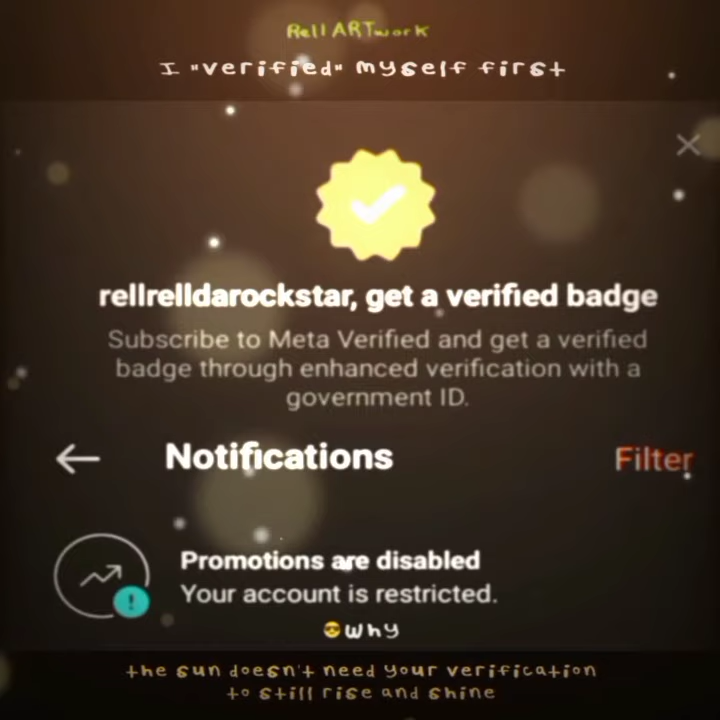 Rell ARTwork
I "verified" myself first
rellrelldarockstar, get a verified badge
Subscribe to Meta Verified and get a verified
badge through enhanced verification with a
government ID.
Notifications
Filter
Promotions are disabled
Your account is restricted.
😎why
the sun doesn't need your verification
to still rise and shine